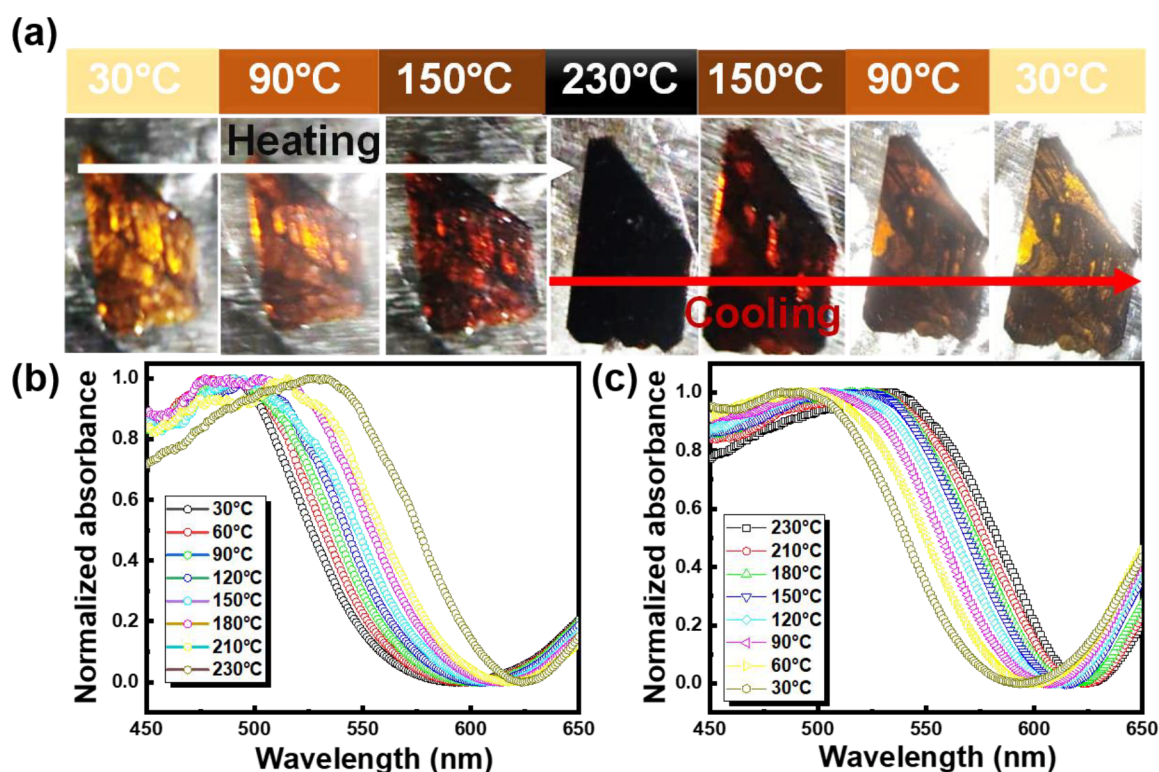 (a)
30°C 90°C 150°C 230°C 150°C 90°C 30°C
Heating
Cooling
(b)
1.0
0.8
0.6
0.4
0.2
0.0
Normalized absorbance
30°C
60°C
90°C
120°C
150°C
180°C
210°C
230°C
450 500 550 600 650
Wavelength (nm)
(c)
1.0
0.8
0.6
0.4
0.2
0.0
Normalized absorbance
230°C
210°C
180°C
150°C
120°C
90°C
60°C
30°C
450 500 550 600 650
Wavelength (nm)